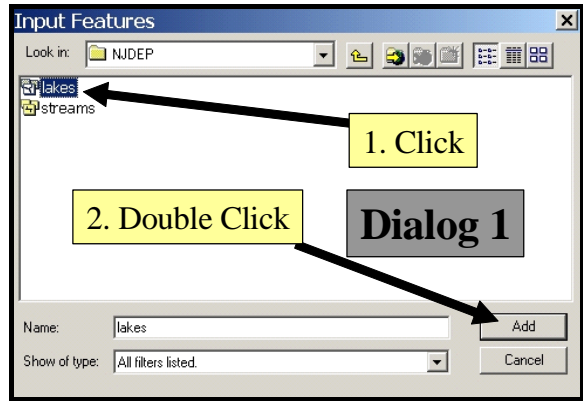 Input Features
Look in: NJDEP
lakes
streams
1. Click
2. Double Click
Dialog 1
Name: lakes Add
Show of type: All filters listed. Cancel